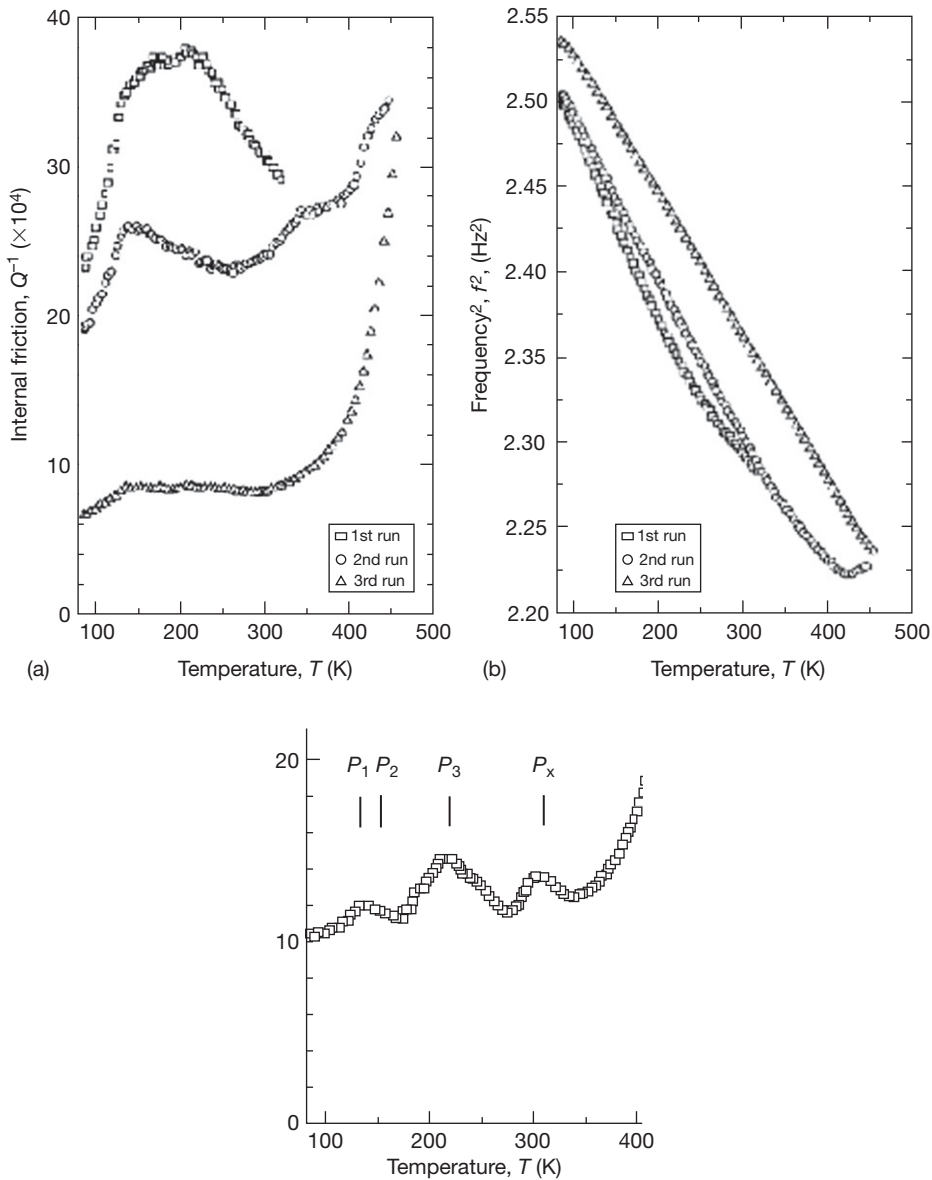 40
30
20
10
0
Internal friction, Q⁻¹ (×10⁴)
1st run
2nd run
3rd run
100 200 300 400 500
(a) Temperature, T (K)
2.55
2.50
2.45
2.40
2.35
2.30
2.25
2.20
Frequency², f², (Hz²)
1st run
2nd run
3rd run
100 200 300 400 500
(b) Temperature, T (K)
20
10
0
P₁ P₂ P₃ Pₓ
100 200 300 400
Temperature, T (K)